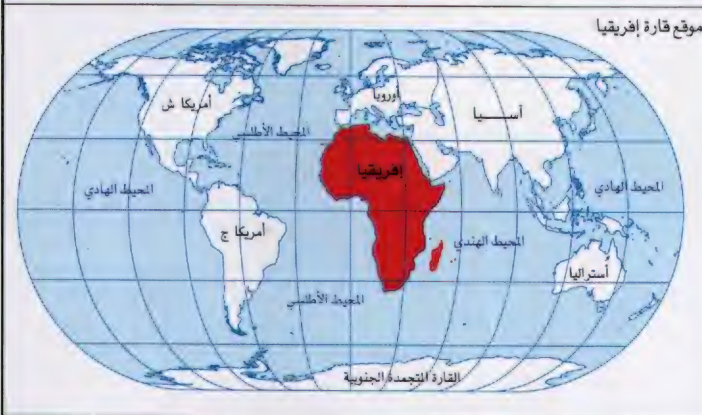 موقع قارة إفريقيا
أمريكا ش
أوروبا
آسيا
المحيط الأطلسي
إفريقيا
المحيط الهادي
المحيط الهادي
أمريكا ج
المحيط الهندي
أستراليا
المحيط الأطلسي
القارة المتجمدة الجنوبية